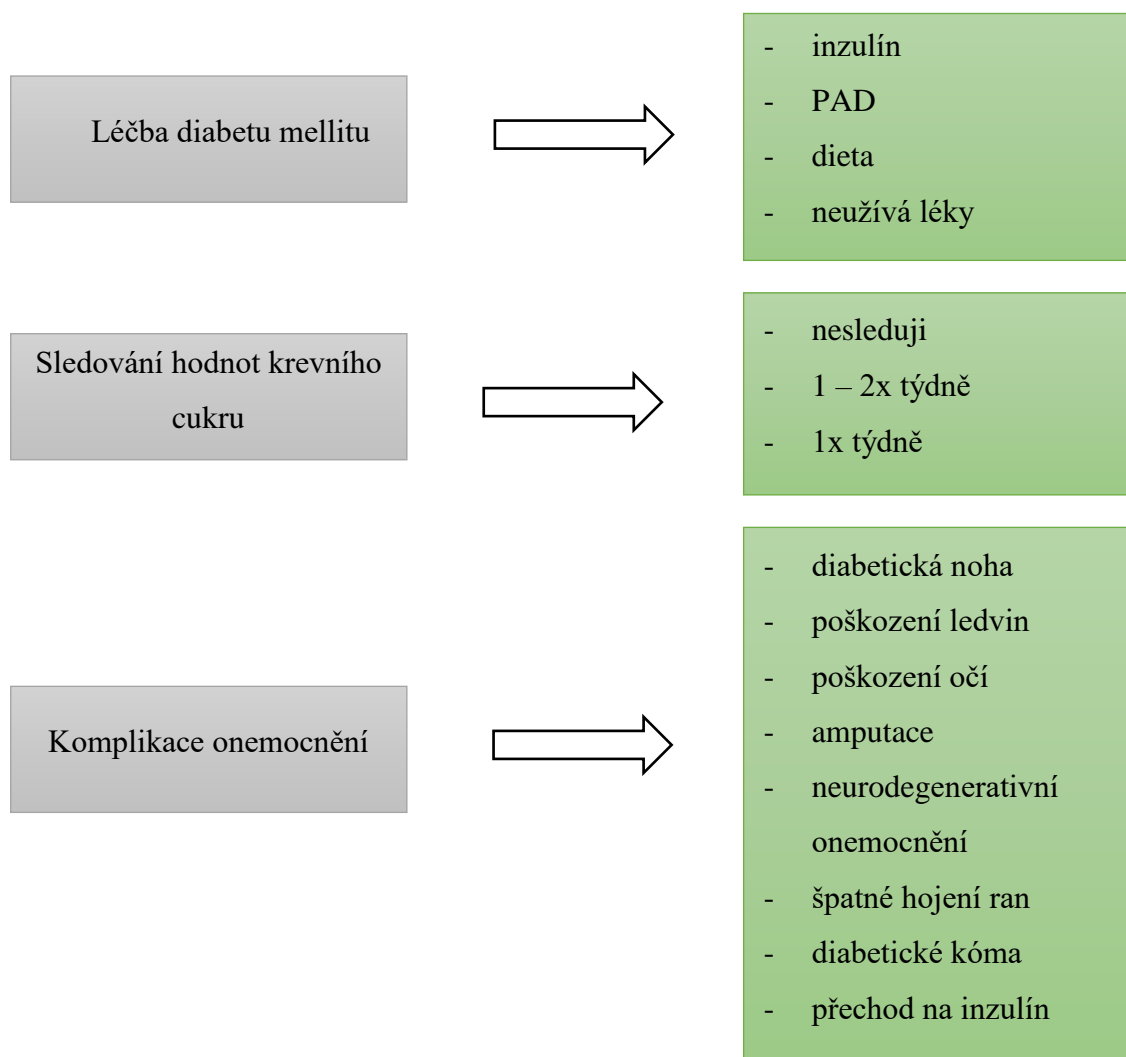 Léčba diabetu mellitu
- inzulín
- PAD
- dieta
- neužívá léky
Sledování hodnot krevního
cukru
- nesleduji
- 1 – 2x týdně
- 1x týdně
Komplikace onemocnění
- diabetická noha
- poškození ledvin
- poškození očí
- amputace
- neurodegenerativní
onemocnění
- špatné hojení ran
- diabetické kóma
- přechod na inzulín